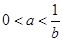 0 < a < 1/b